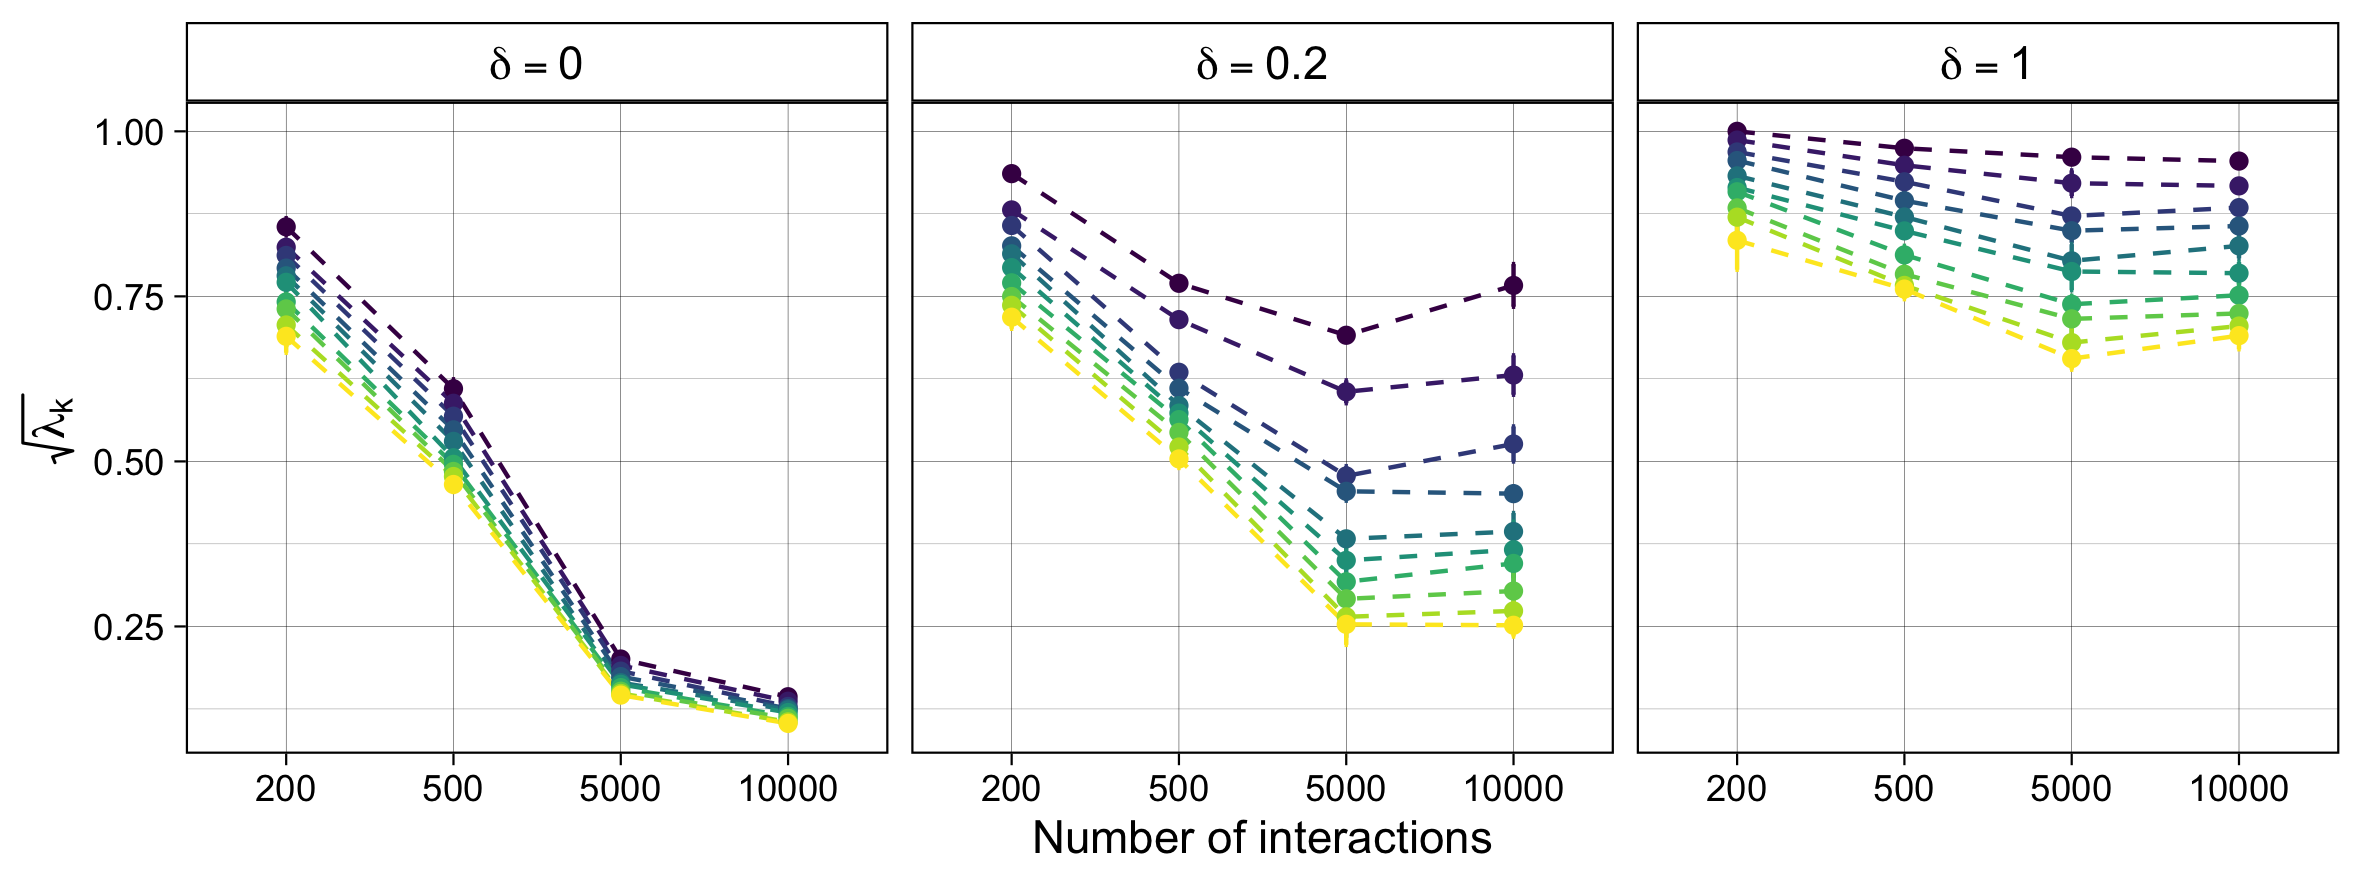 δ = 0
δ = 0.2
δ = 1
√λk
1.00
0.75
0.50
0.25
200 500 5000 10000
200 500 5000 10000
200 500 5000 10000
Number of interactions